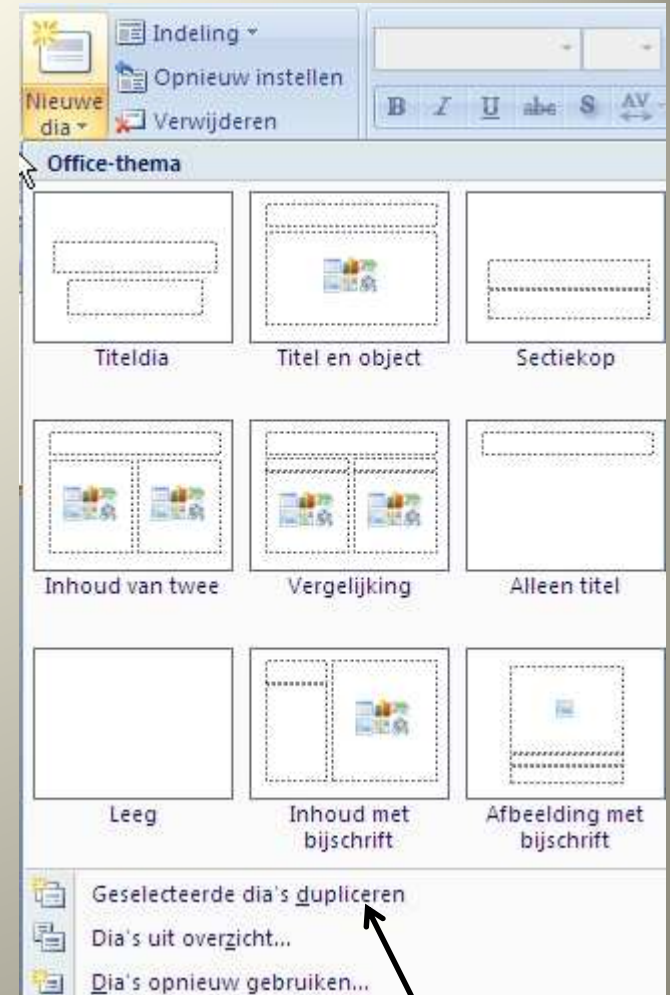 Nieuwe
dia
Indeling
Opnieuw instellen
Verwijderen
B I U abc S AV
Office-thema
Titeldia
Titel en object
Sectiekop
Inhoud van twee
Vergelijking
Alleen titel
Leeg
Inhoud met
bijschrift
Afbeelding met
bijschrift
Geselecteerde dia's dupliceren
Dia's uit overzicht...
Dia's opnieuw gebruiken...